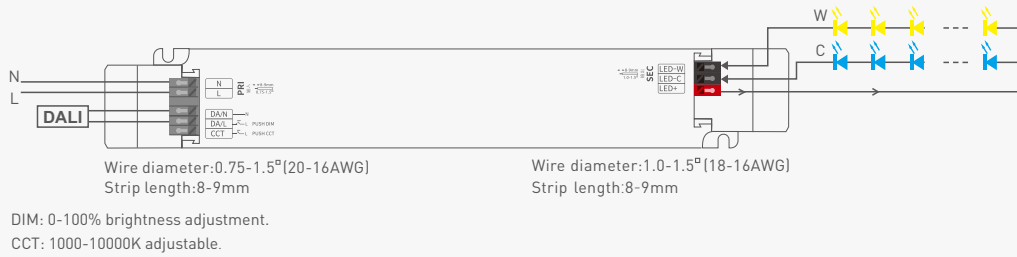 W
C
N
L
DALI
N
L
PRI
DA/N
DA/L
CCT
N
L PUSH DIM
L PUSH CCT
SEC
LED-W
LED-C
LED+
Wire diameter:0.75-1.5□(20-16AWG)
Strip length:8-9mm
Wire diameter:1.0-1.5□(18-16AWG)
Strip length:8-9mm
DIM: 0-100% brightness adjustment.
CCT: 1000-10000K adjustable.